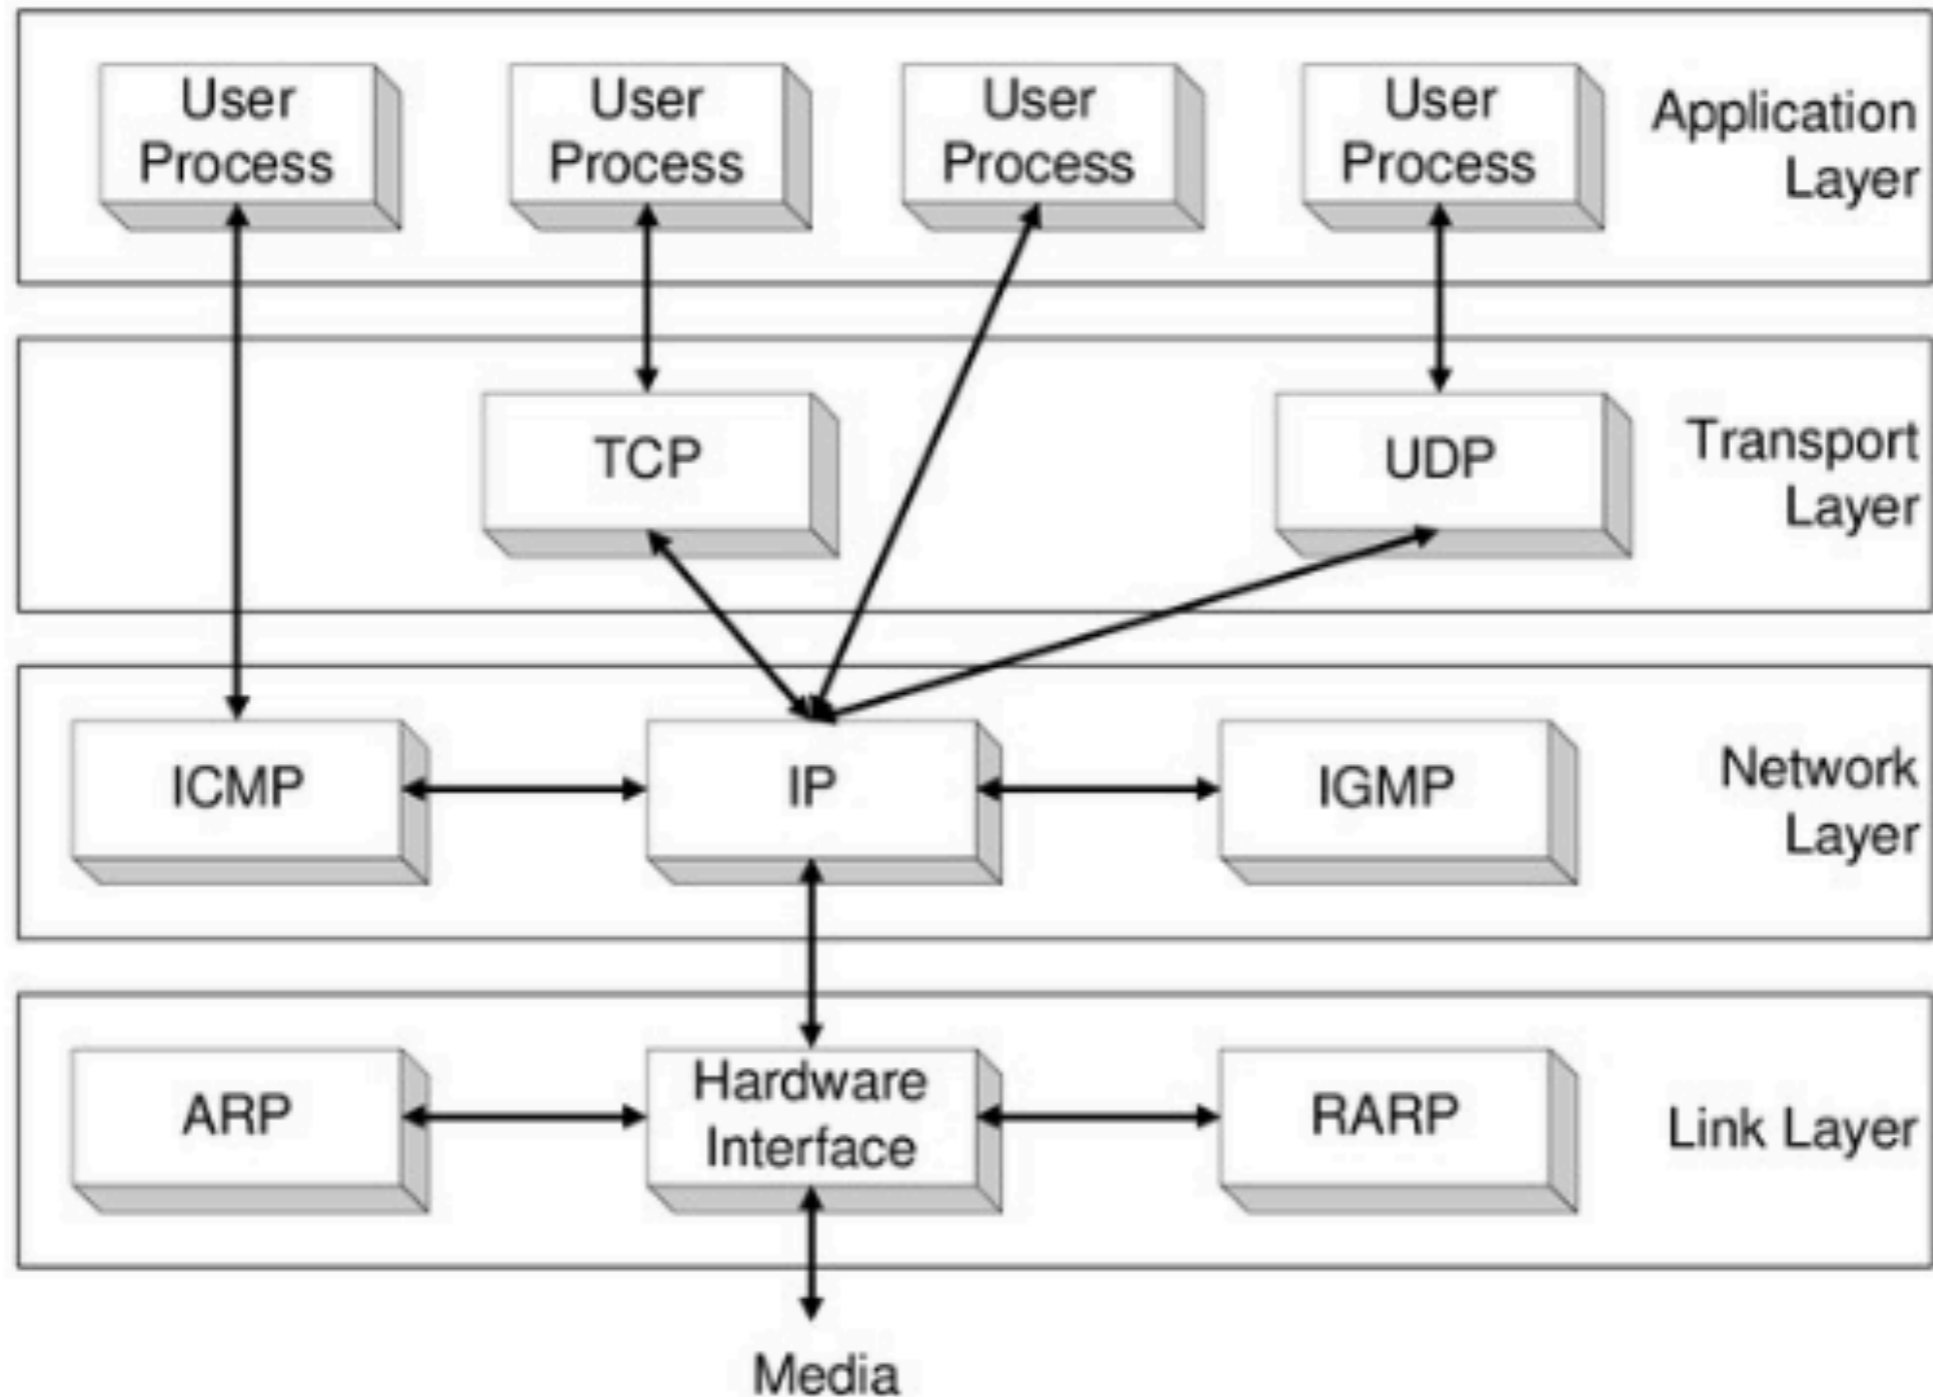 User
Process
User
Process
User
Process
User
Process
Application
Layer
TCP
UDP
Transport
Layer
ICMP
IP
IGMP
Network
Layer
ARP
Hardware
Interface
RARP
Link Layer
Media